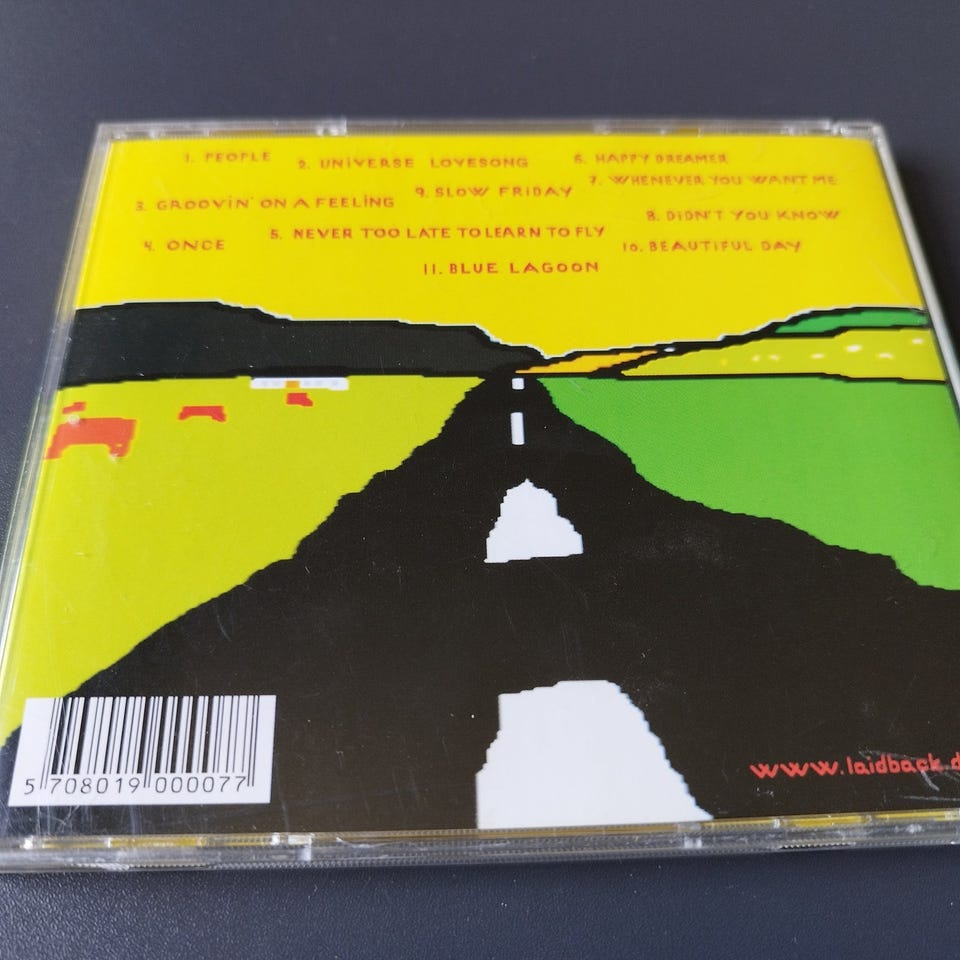 1. PEOPLE
2. UNIVERSE LOVESONG
3. GROOVIN' ON A FEELING
4. ONCE
5. NEVER TOO LATE TO LEARN TO FLY
6. HAPPY DREAMER
7. WHENEVER YOU WANT ME
8. DIDN'T YOU KNOW
9. SLOW FRIDAY
10. BEAUTIFUL DAY
11. BLUE LAGOON
5 708019 000077
www.laidback.d